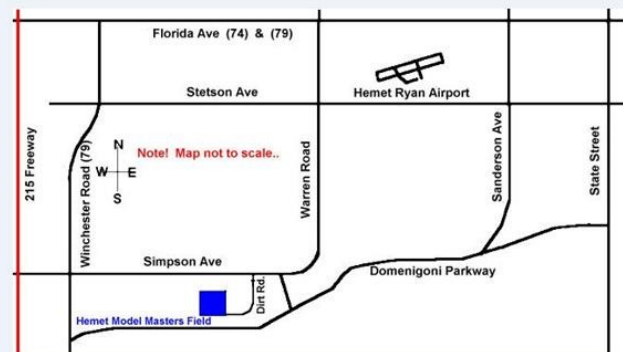 Florida Ave (74) & (79)
Stetson Ave
Hemet Ryan Airport
215 Freeway
Winchester Road (79)
N
W E
S
Note! Map not to scale..
Warren Road
Sanderson Ave
State Street
Simpson Ave
Dirt Rd.
Domenigoni Parkway
Hemet Model Masters Field